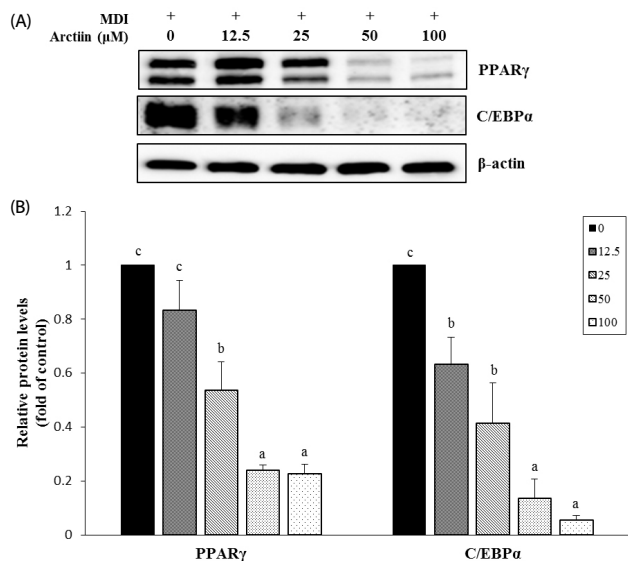 (A)
MDI + + + + +
Arctiin (μM) 0 12.5 25 50 100
PPARγ
C/EBPα
β-actin
(B)
1.2
1
0.8
0.6
0.4
0.2
0
Relative protein levels
(fold of control)
c c b a a
c b b a a
PPARγ C/EBPα
0
12.5
25
50
100